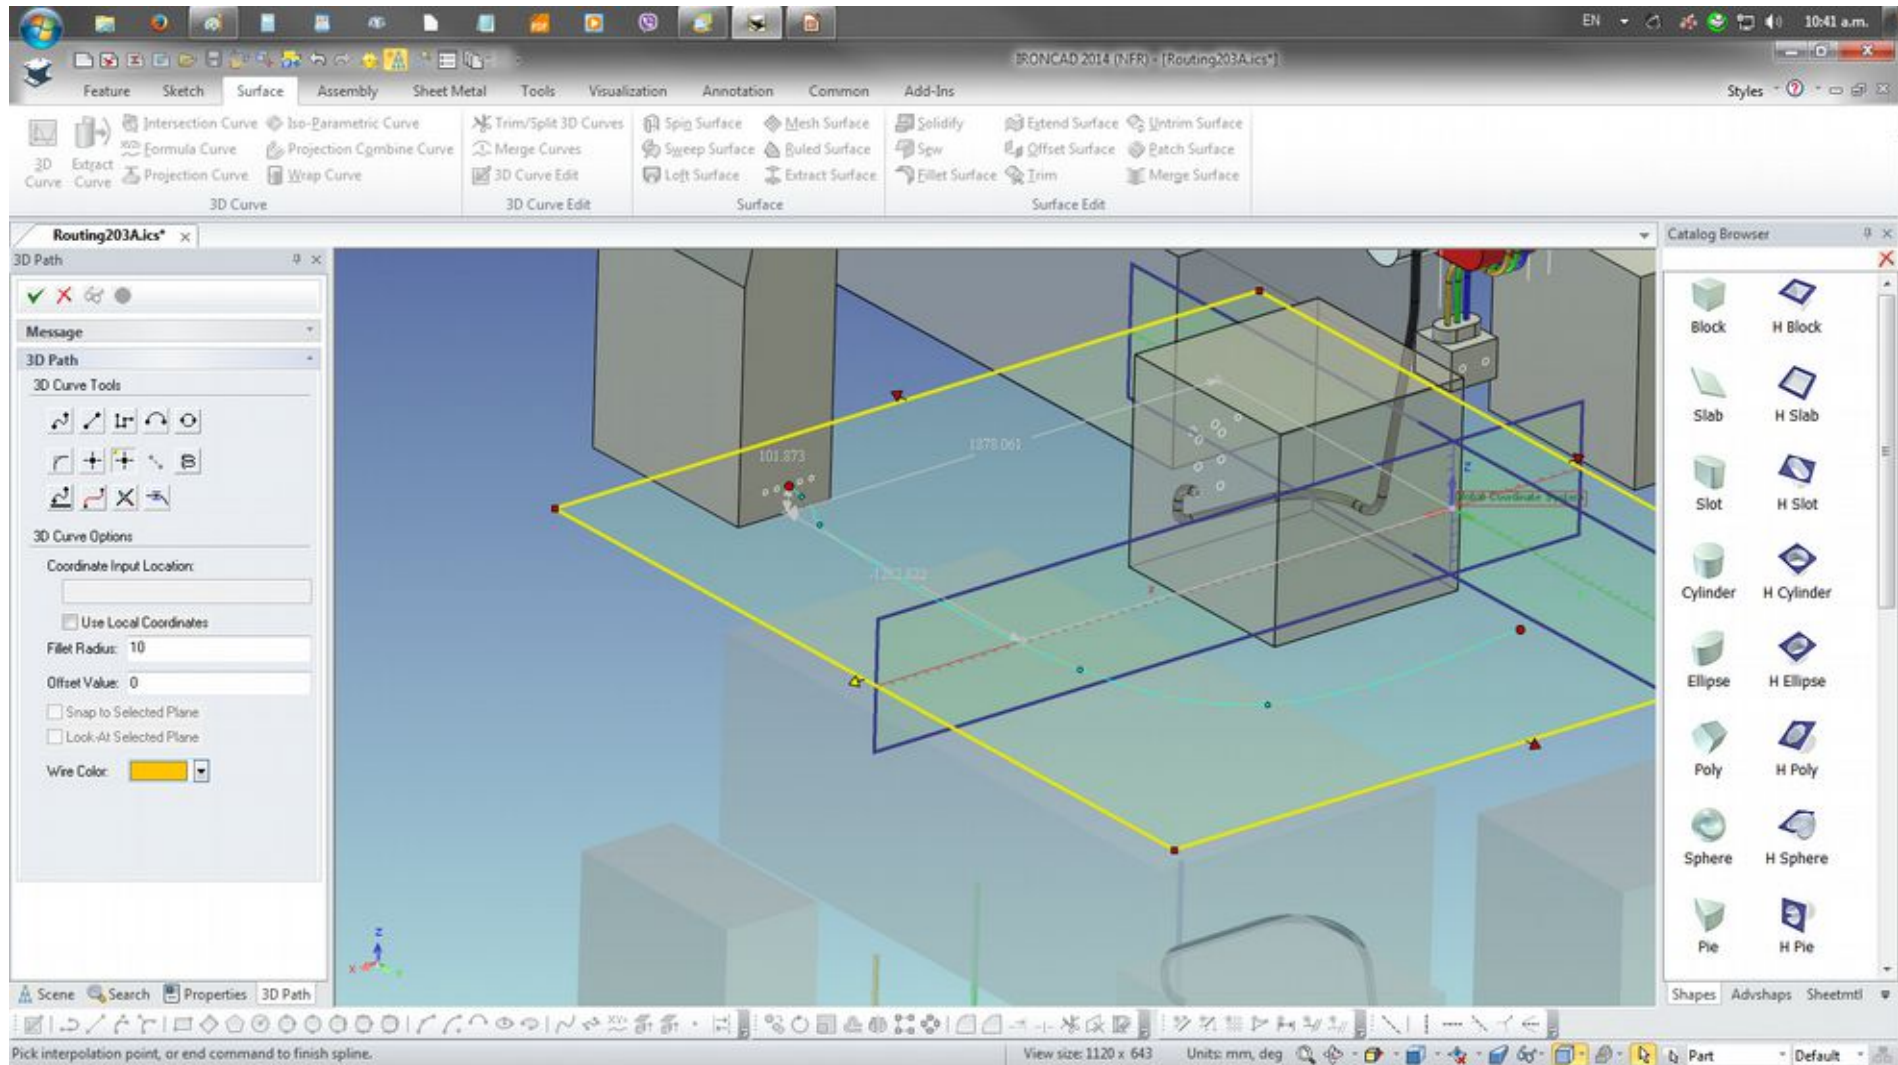 EN 10:41 a.m.
IRONCAD 2014 (NFR) - [Routing203A.ics*]
Feature Sketch Surface Assembly Sheet Metal Tools Visualization Annotation Common Add-Ins Styles
Intersection Curve Iso-Parametric Curve Trim/Split 3D Curves Spin Surface Mesh Surface Solidify Extend Surface Untrim Surface
Formula Curve Projection Combine Curve Merge Curves Sweep Surface Ruled Surface Sew Offset Surface Patch Surface
3D Curve Extract Curve Projection Curve Wrap Curve 3D Curve Edit Loft Surface Extract Surface Fillet Surface Trim Merge Surface
3D Curve 3D Curve Edit Surface Surface Edit
Routing203A.ics*
3D Path
Message
3D Path
3D Curve Tools
3D Curve Options
Coordinate Input Location:
Use Local Coordinates
Fillet Radius: 10
Offset Value: 0
Snap to Selected Plane
Look-At Selected Plane
Wire Color:
Scene Search Properties 3D Path
101.873
1878.061
Z
X
Catalog Browser
Block H Block
Slab H Slab
Slot H Slot
Cylinder H Cylinder
Ellipse H Ellipse
Poly H Poly
Sphere H Sphere
Pie H Pie
Shapes Advshaps Sheetmtl
Pick interpolation point, or end command to finish spline.
View size: 1120 x 643 Units: mm, deg Part Default